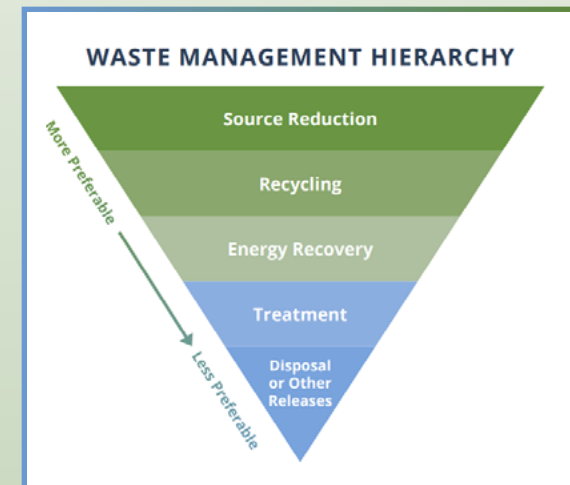 WASTE MANAGEMENT HIERARCHY
Source Reduction
More Preferable
Recycling
Energy Recovery
Treatment
Less Preferable
Disposal
or Other
Releases